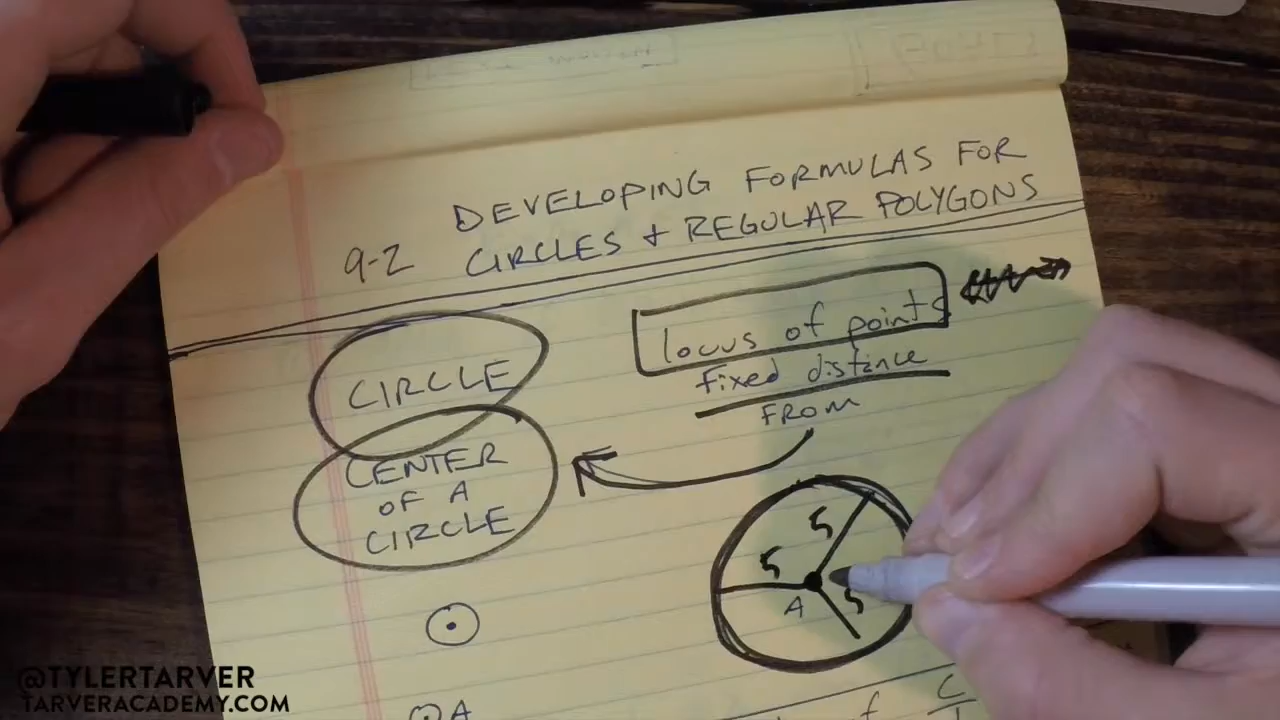 DEVELOPING FORMULAS FOR
9-2 CIRCLES + REGULAR POLYGONS
CIRCLE
locus of points
fixed distance
FROM
CENTER
OF A
CIRCLE
5
5
5
A
A
of C
@TYLERTARVER
TARVERACADEMY.COM